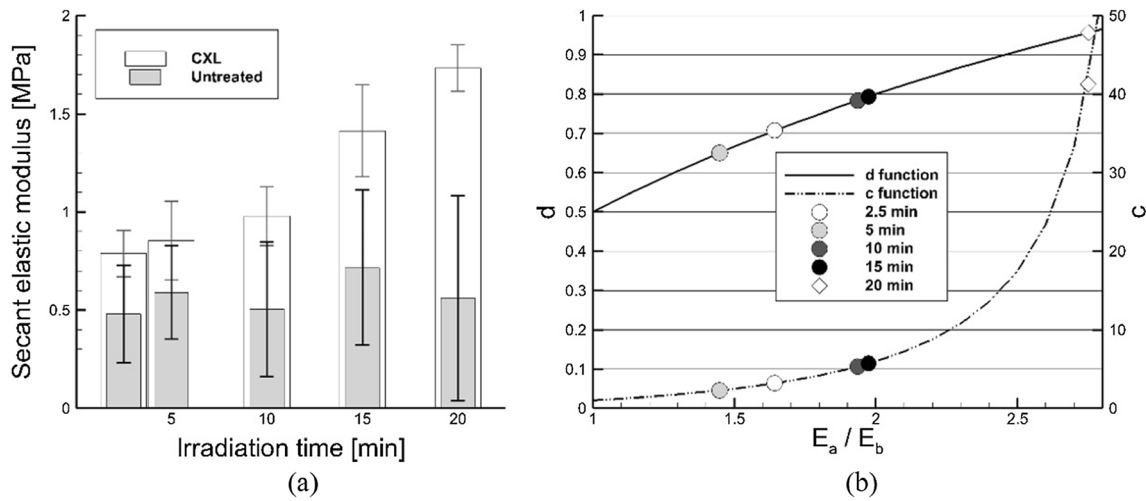 (a)
Secant elastic modulus [MPa]
2
1.5
1
0.5
0
CXL
Untreated
5
10
15
20
Irradiation time [min]
(b)
d
1
0.9
0.8
0.7
0.6
0.5
0.4
0.3
0.2
0.1
0
d function
c function
2.5 min
5 min
10 min
15 min
20 min
50
40
30
20
10
0
c
1
1.5
2
2.5
E_a / E_b
(a)
(b)